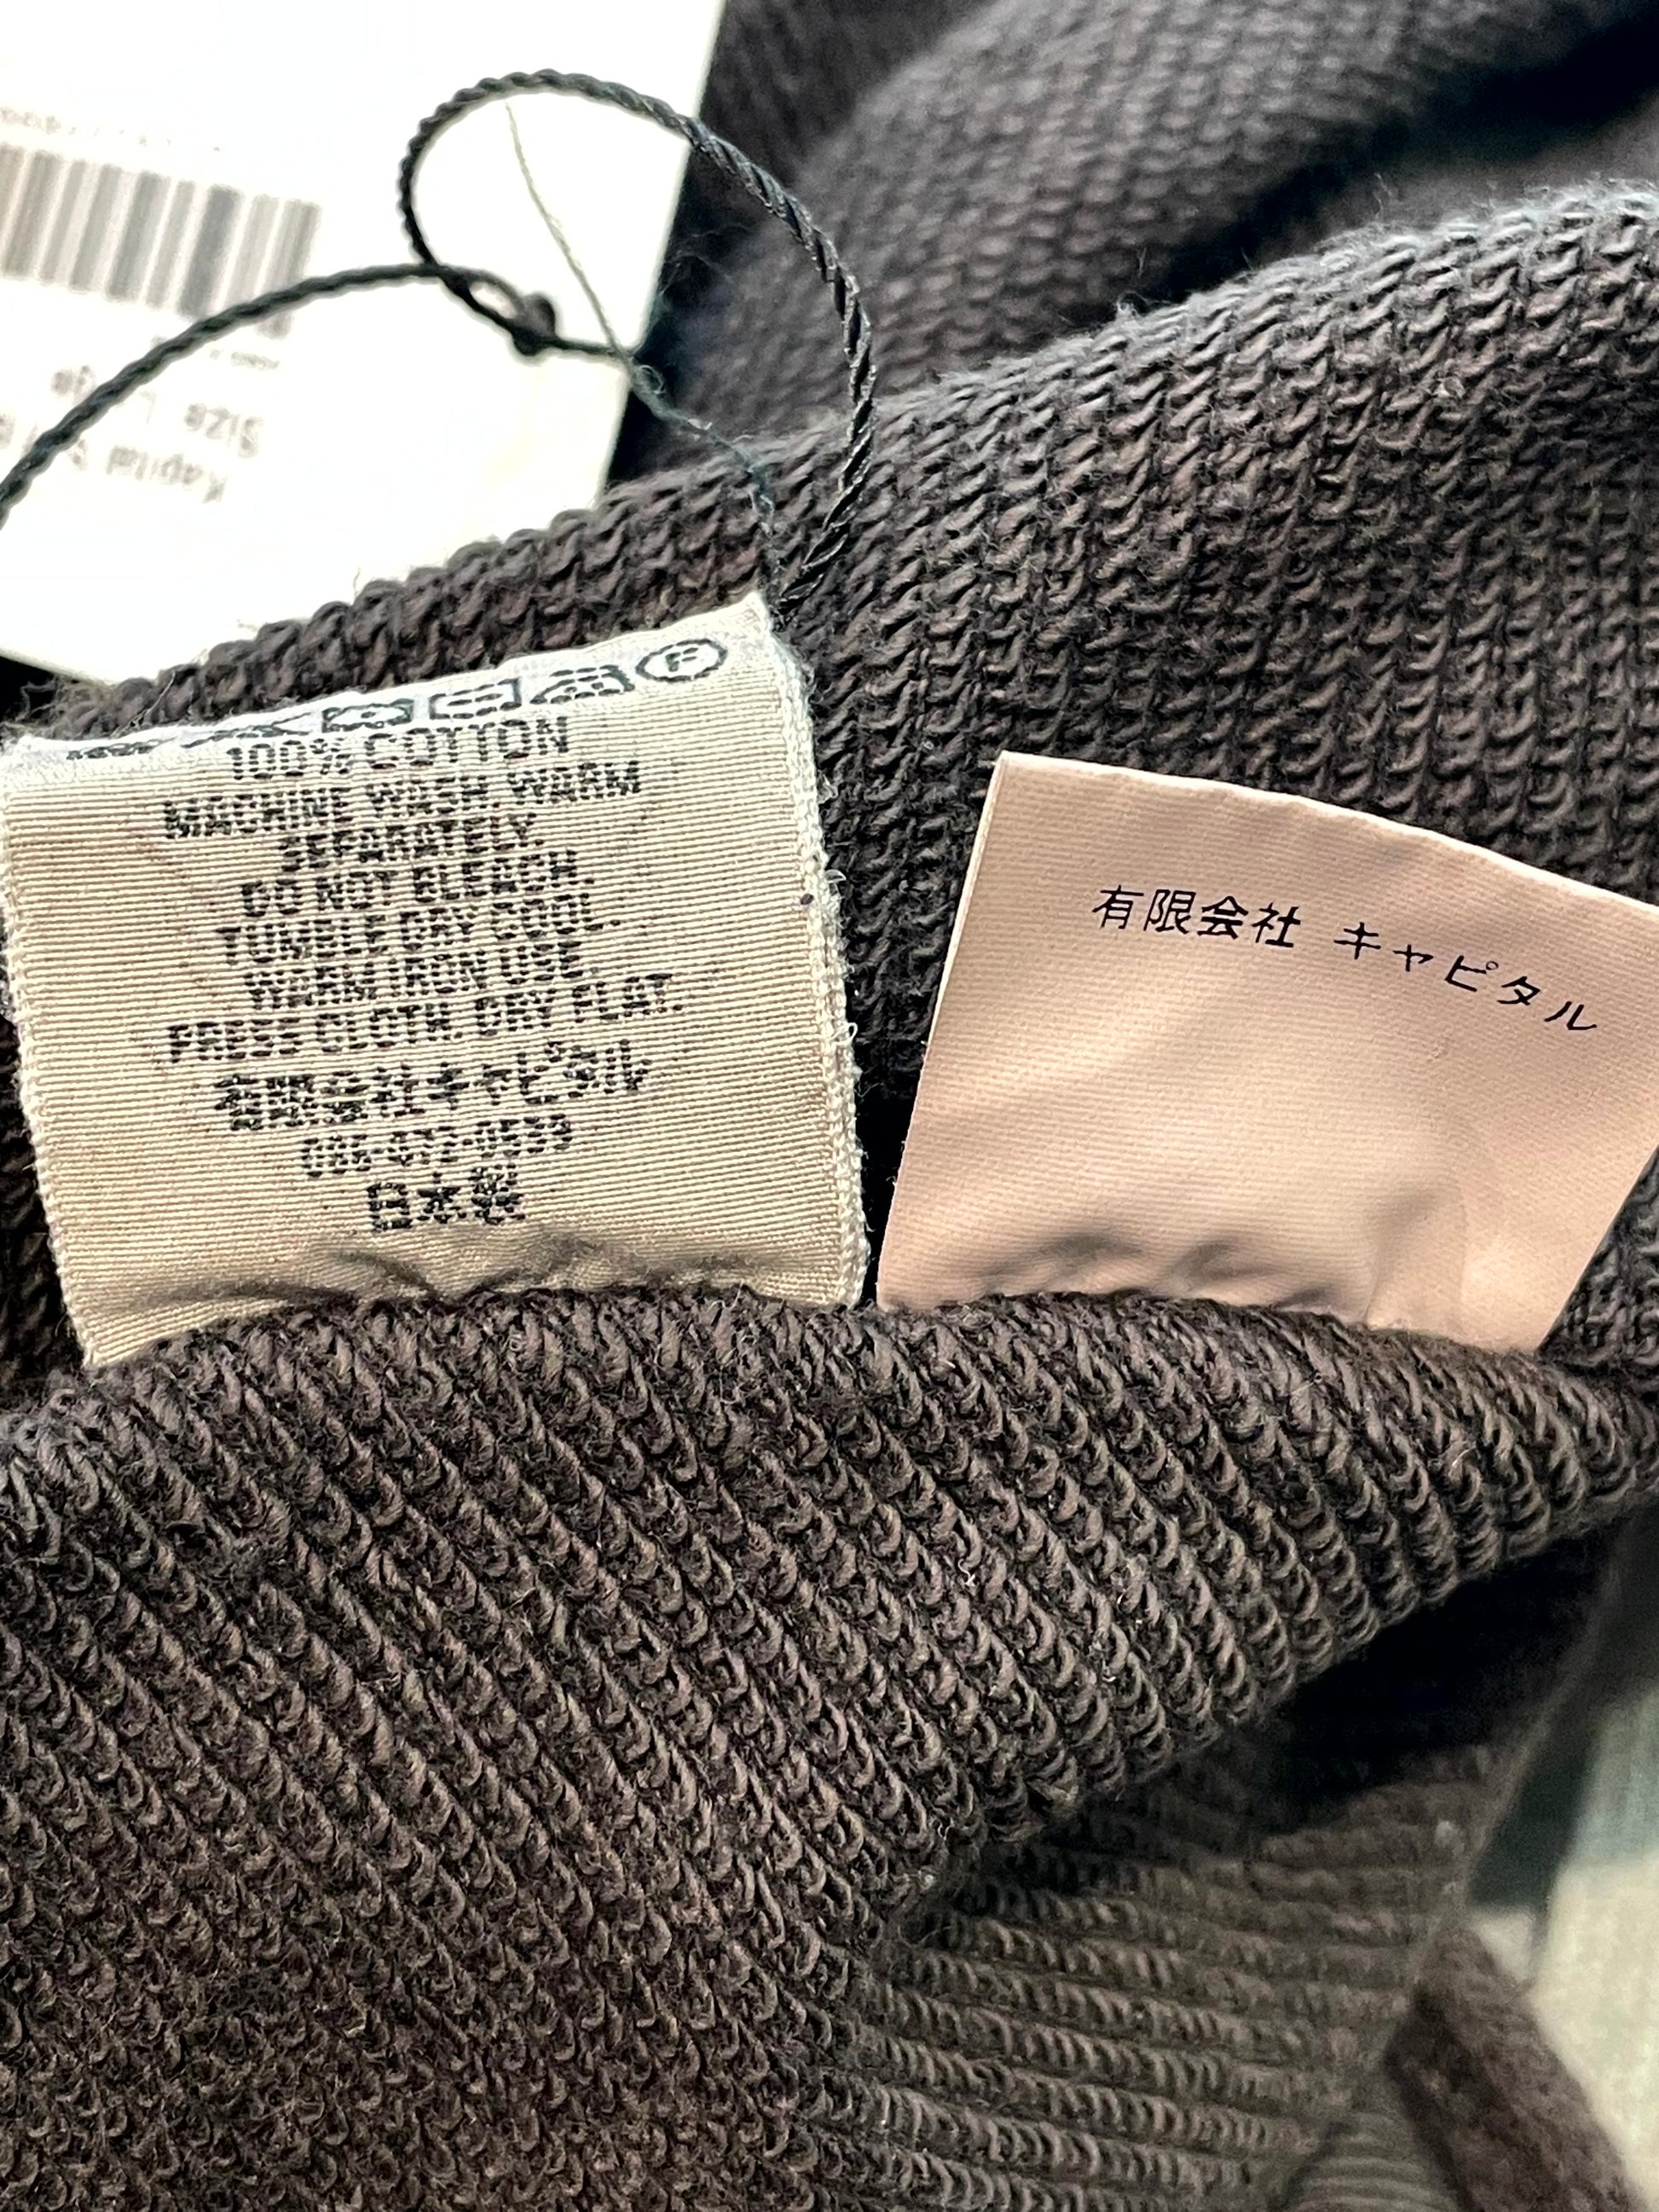 Size Large
Kapital
100% COTTON
MACHINE WASH. WARM
SEPARATELY.
DO NOT BLEACH.
TUMBLE DRY COOL.
WARM IRON USE.
PRESS CLOTH. DRY FLAT.
有限会社キャピタル
日本製
有限会社 キャピタル